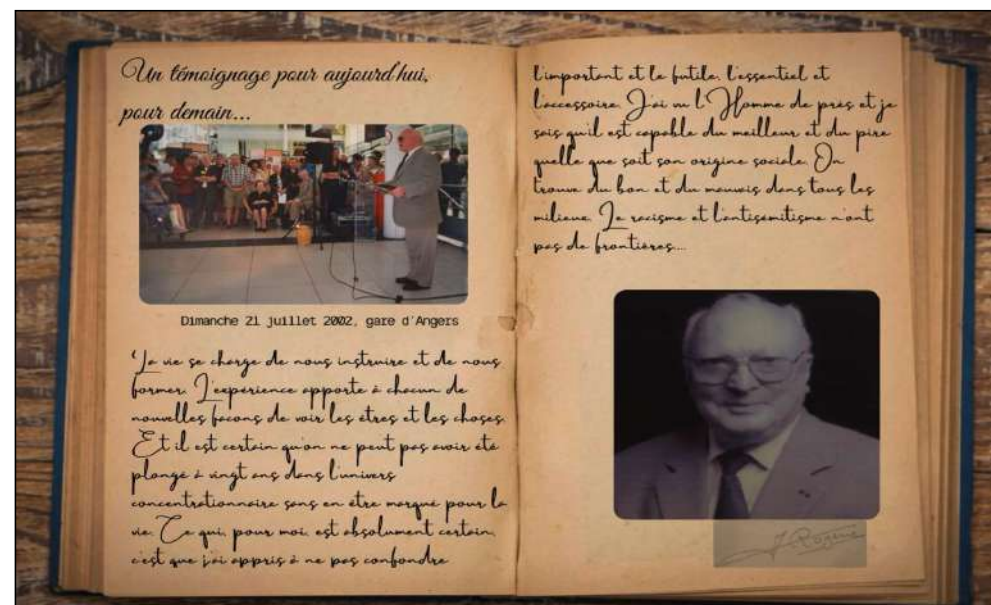 Un témoignage pour aujourd'hui,
pour demain...
Dimanche 21 juillet 2002, gare d'Angers
"La vie se charge de nous instruire et de nous
former. L'expérience apporte à chacun de
nouvelles façons de voir les êtres et les choses.
Et il est certain qu'on ne peut pas avoir été
plongé à vingt ans dans l'univers
concentrationnaire sans en être marqué pour la
vie. Ce qui, pour moi, est absolument certain,
c'est que j'ai appris à ne pas confondre
l'important et le futile, l'essentiel et
l'accessoire. J'ai vu l'Homme de près et je
sais qu'il est capable du meilleur et du pire
quelle que soit son origine sociale. On
trouve du bon et du mauvais dans tous les
milieux. Le racisme et l'antisémitisme n'ont
pas de frontières....